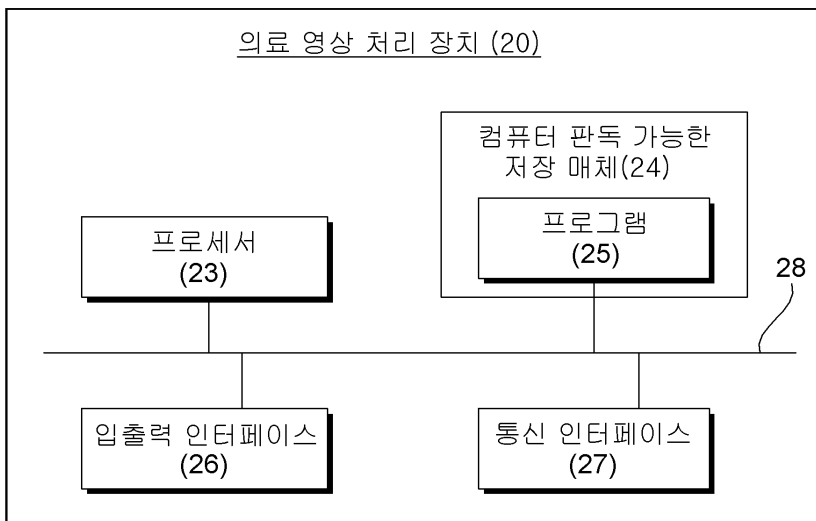 의료 영상 처리 장치 (20)
컴퓨터 판독 가능한
저장 매체(24)
프로세서
(23)
프로그램
(25)
28
입출력 인터페이스
(26)
통신 인터페이스
(27)